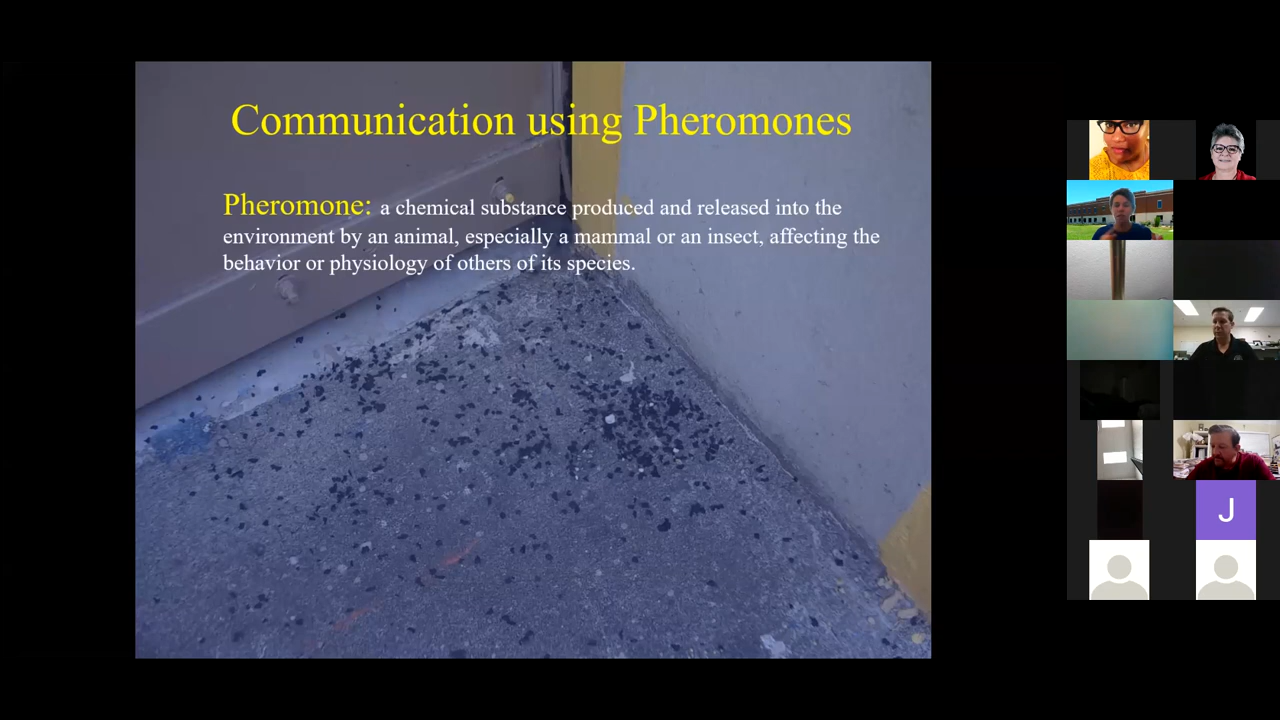 Communication using Pheromones
Pheromone: a chemical substance produced and released into the
environment by an animal, especially a mammal or an insect, affecting the
behavior or physiology of others of its species.
J